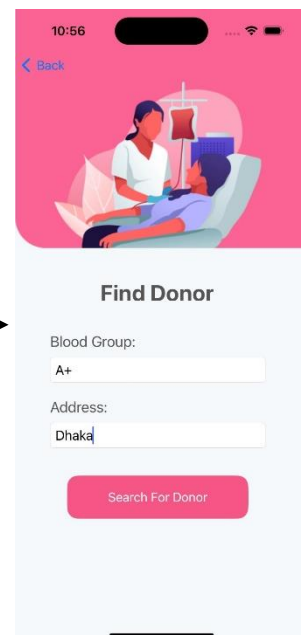 10:56
Back
Find Donor
Blood Group:
A+
Address:
Dhaka
Search For Donor